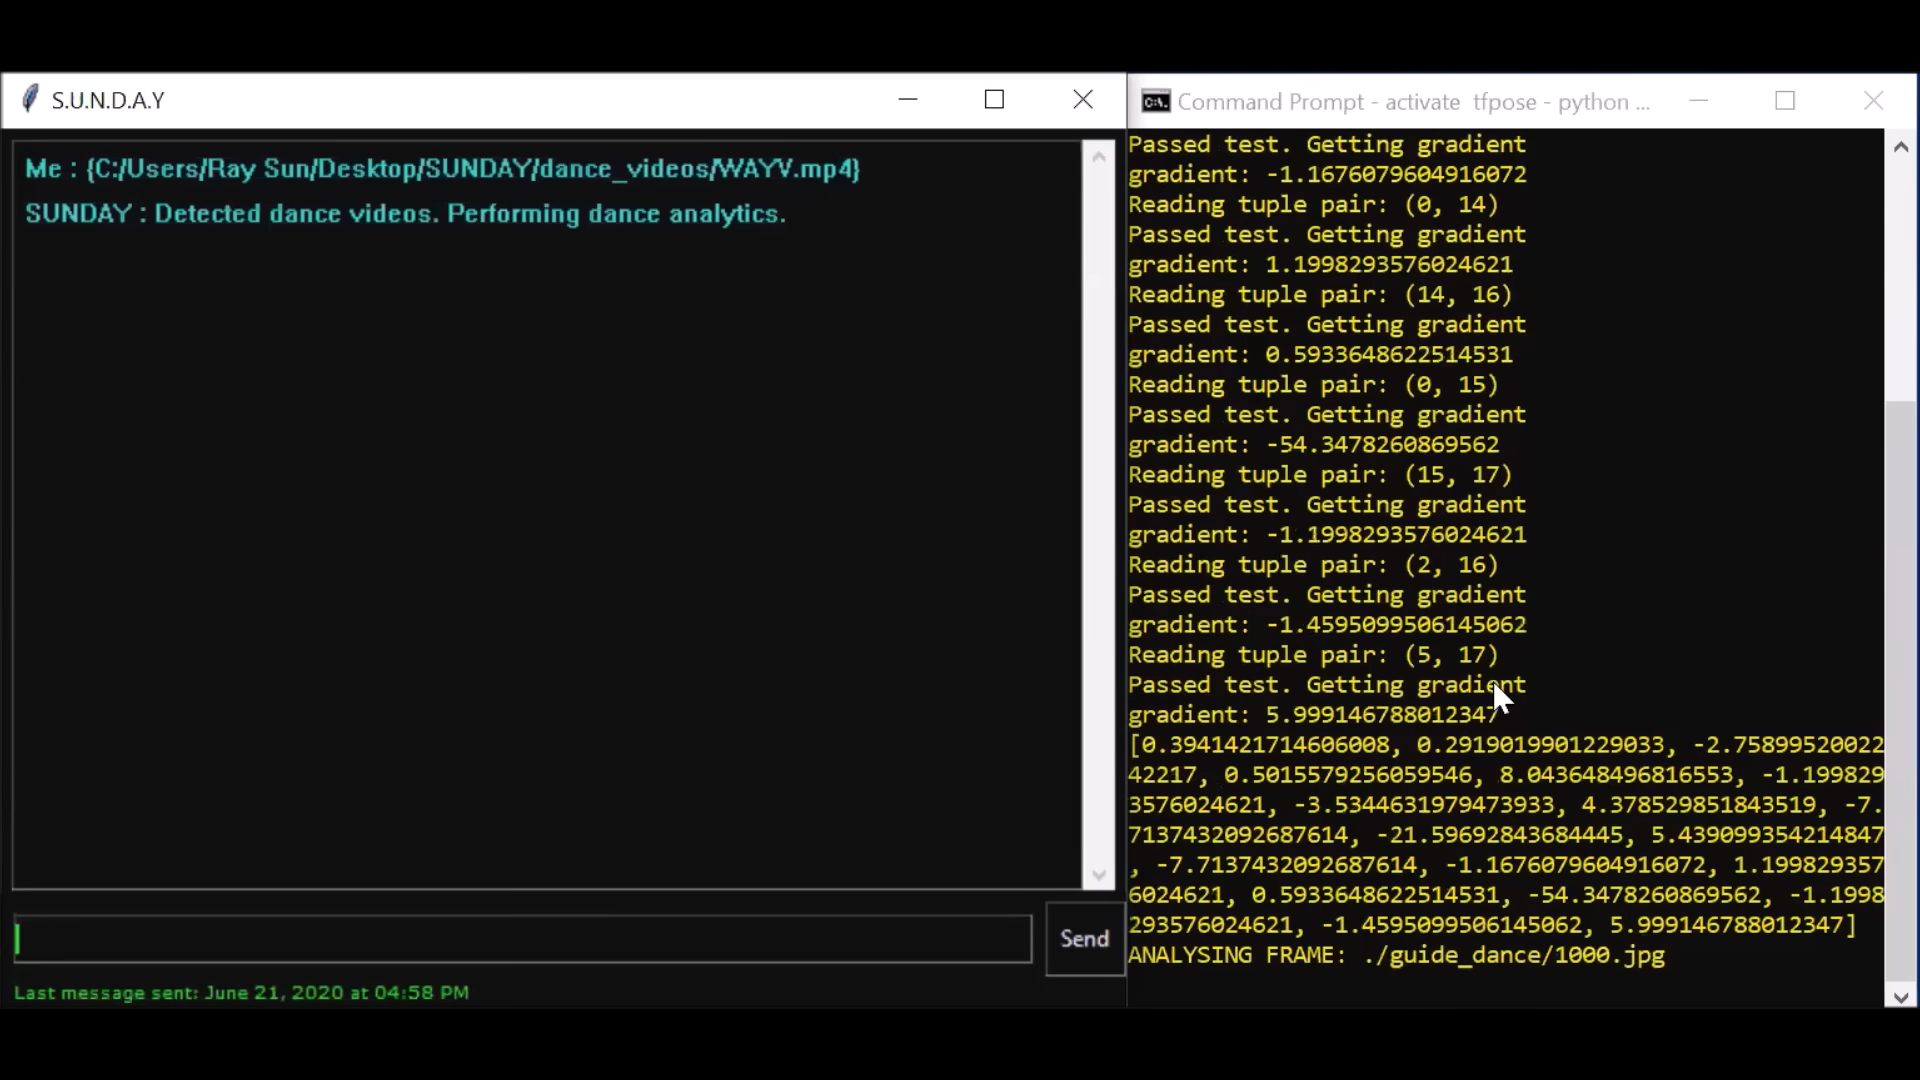 S.U.N.D.A.Y
Me : {C:/Users/Ray Sun/Desktop/SUNDAY/dance_videos/WAYV.mp4}
SUNDAY : Detected dance videos. Performing dance analytics.
Send
Last message sent: June 21, 2020 at 04:58 PM
Command Prompt - activate  tfpose - python ...
Passed test. Getting gradient
gradient: -1.1676079604916072
Reading tuple pair: (0, 14)
Passed test. Getting gradient
gradient: 1.1998293576024621
Reading tuple pair: (14, 16)
Passed test. Getting gradient
gradient: 0.5933648622514531
Reading tuple pair: (0, 15)
Passed test. Getting gradient
gradient: -54.3478260869562
Reading tuple pair: (15, 17)
Passed test. Getting gradient
gradient: -1.1998293576024621
Reading tuple pair: (2, 16)
Passed test. Getting gradient
gradient: -1.4595099506145062
Reading tuple pair: (5, 17)
Passed test. Getting gradient
gradient: 5.999146788012347
[0.3941421714606008, 0.2919019901229033, -2.75899520022
42217, 0.5015579256059546, 8.043648496816553, -1.199829
3576024621, -3.5344631979473933, 4.378529851843519, -7.
7137432092687614, -21.59692843684445, 5.439099354214847
, -7.7137432092687614, -1.1676079604916072, 1.199829357
6024621, 0.5933648622514531, -54.3478260869562, -1.1998
293576024621, -1.4595099506145062, 5.999146788012347]
ANALYSING FRAME: ./guide_dance/1000.jpg